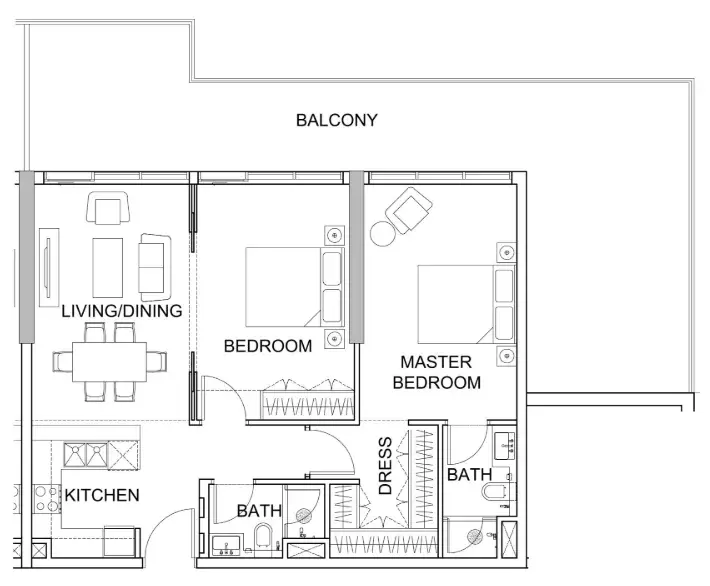 BALCONY
LIVING/DINING
BEDROOM
MASTER
BEDROOM
DRESS
BATH
KITCHEN
BATH